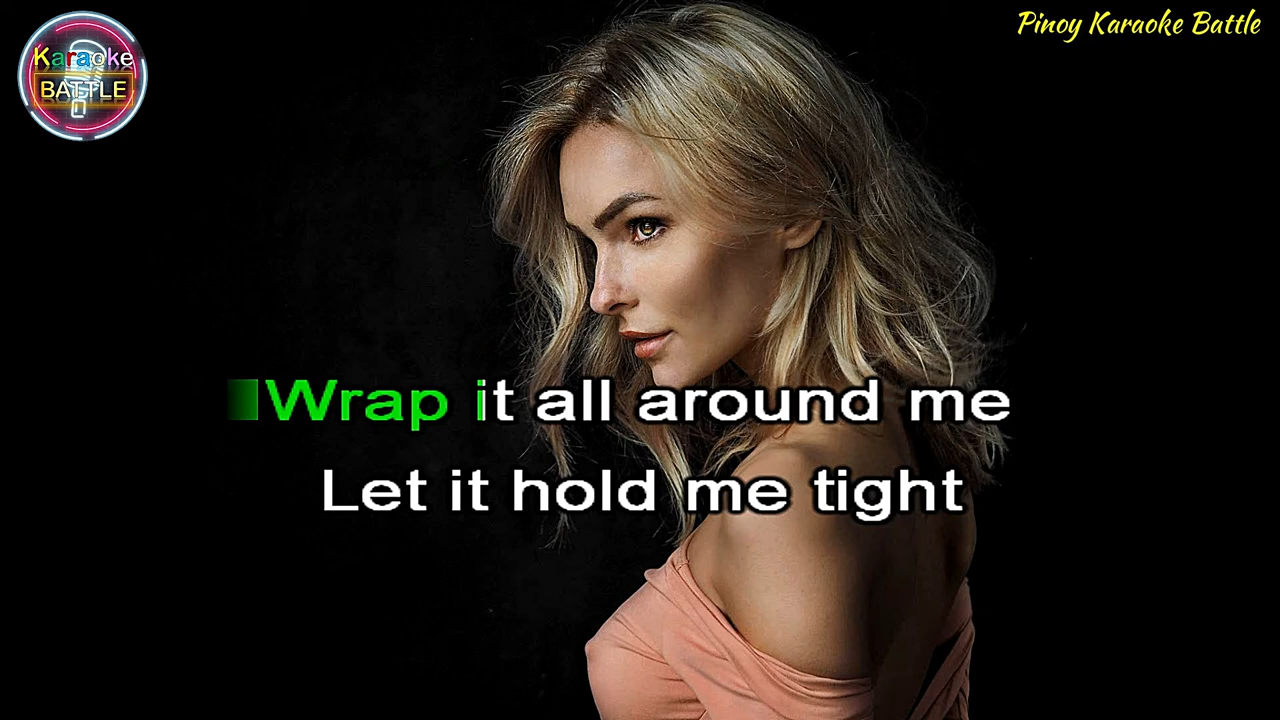 Karaoke
BATTLE
Pinoy Karaoke Battle
Wrap it all around me
Let it hold me tight